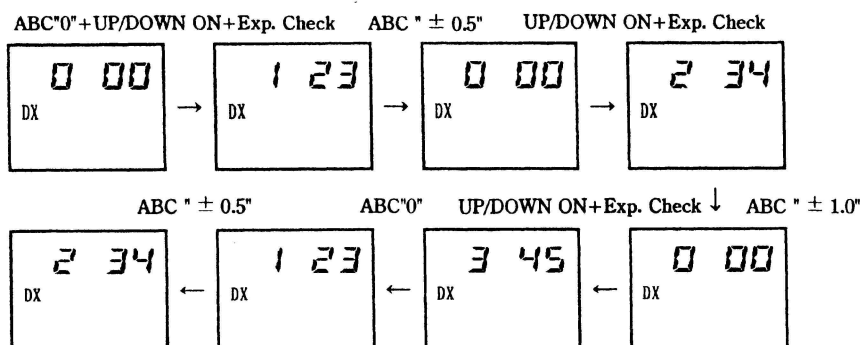 ABC"0"+UP/DOWN ON+Exp. Check ABC " ± 0.5" UP/DOWN ON+Exp. Check
0 00 1 23 0 00 2 34
DX → DX → DX → DX
ABC " ± 0.5" ABC"0" UP/DOWN ON+Exp. Check ↓ ABC " ± 1.0"
2 34 1 23 3 45 0 00
DX ← DX ← DX ← DX